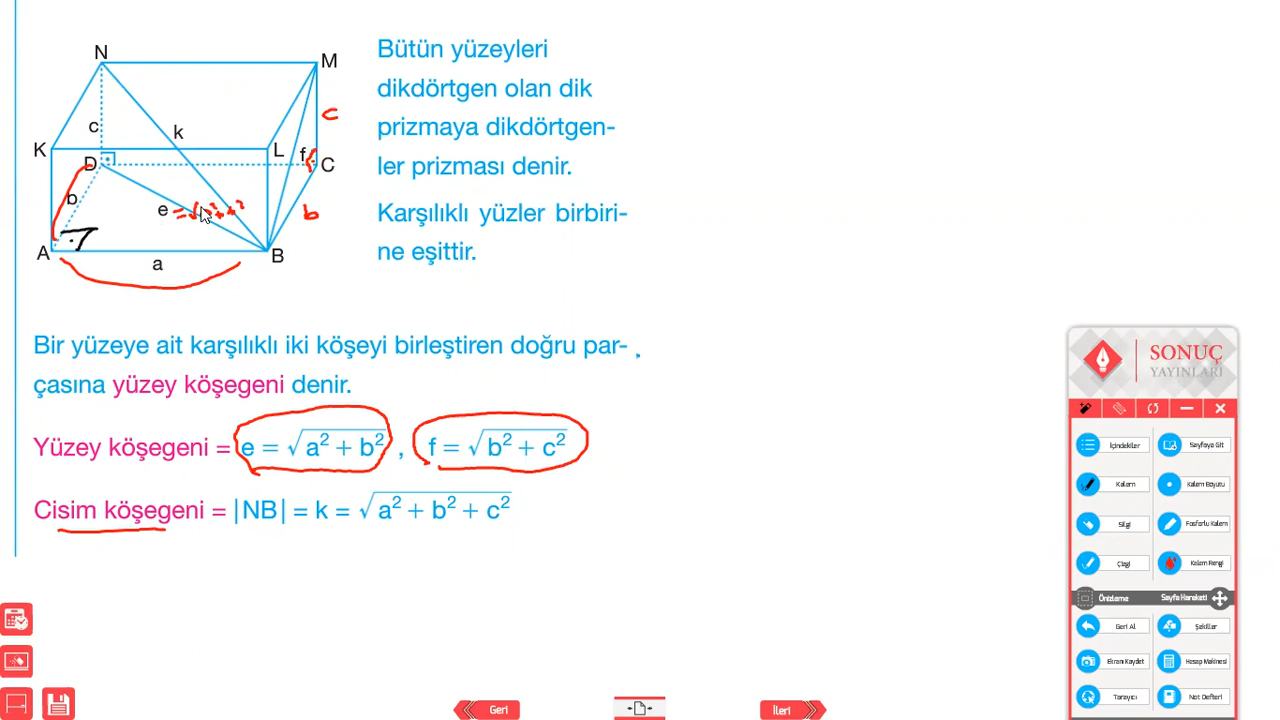 N
M
c
c
k
K
L
f
D
C
b
e
b
A
B
a
Bütün yüzeyleri
dikdörtgen olan dik
prizmaya dikdörtgen-
ler prizması denir.
Karşılıklı yüzler birbiri-
ne eşittir.
Bir yüzeye ait karşılıklı iki köşeyi birleştiren doğru par-
çasına yüzey köşegeni denir.
Yüzey köşegeni = e = √a² + b² , f = √b² + c²
Cisim köşegeni = |NB| = k = √a² + b² + c²
SONUÇ
YAYINLARI
İçindekiler
Sayfaya Git
Kalem
Kalem Boyutu
Silgi
Fosforlu Kalem
Çizgi
Kalem Rengi
Önizleme
Sayfa Hareketi
Geri Al
Şekiller
Ekranı Kaydet
Hesap Makinesi
Tarayıcı
Not Defteri
Geri
İleri